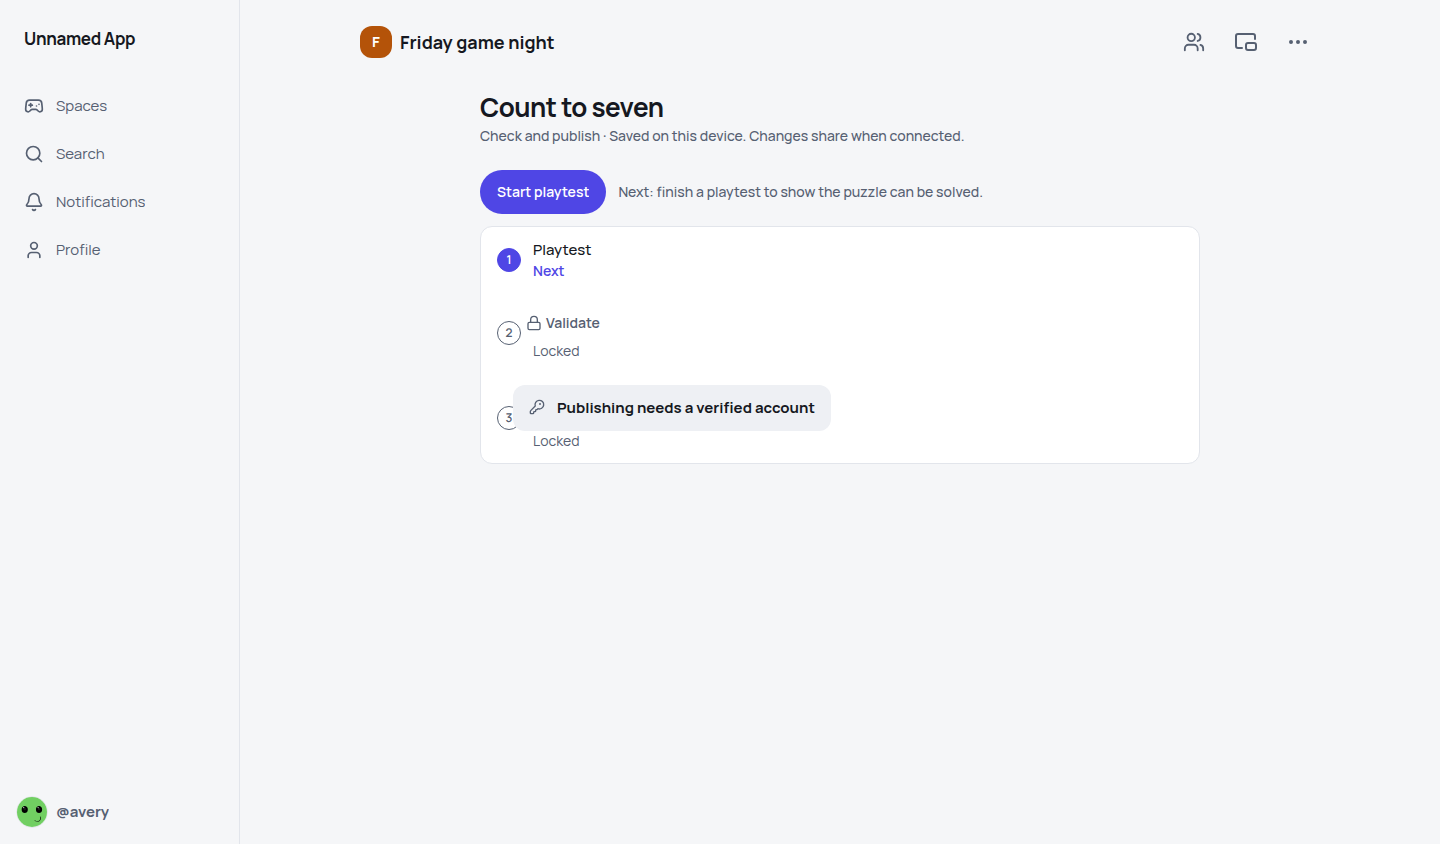 Unnamed App
Spaces
Search
Notifications
Profile
@avery
F
Friday game night
Count to seven
Check and publish · Saved on this device. Changes share when connected.
Start playtest
Next: finish a playtest to show the puzzle can be solved.
1
Playtest
Next
2
Validate
Locked
3
Publishing needs a verified account
Locked